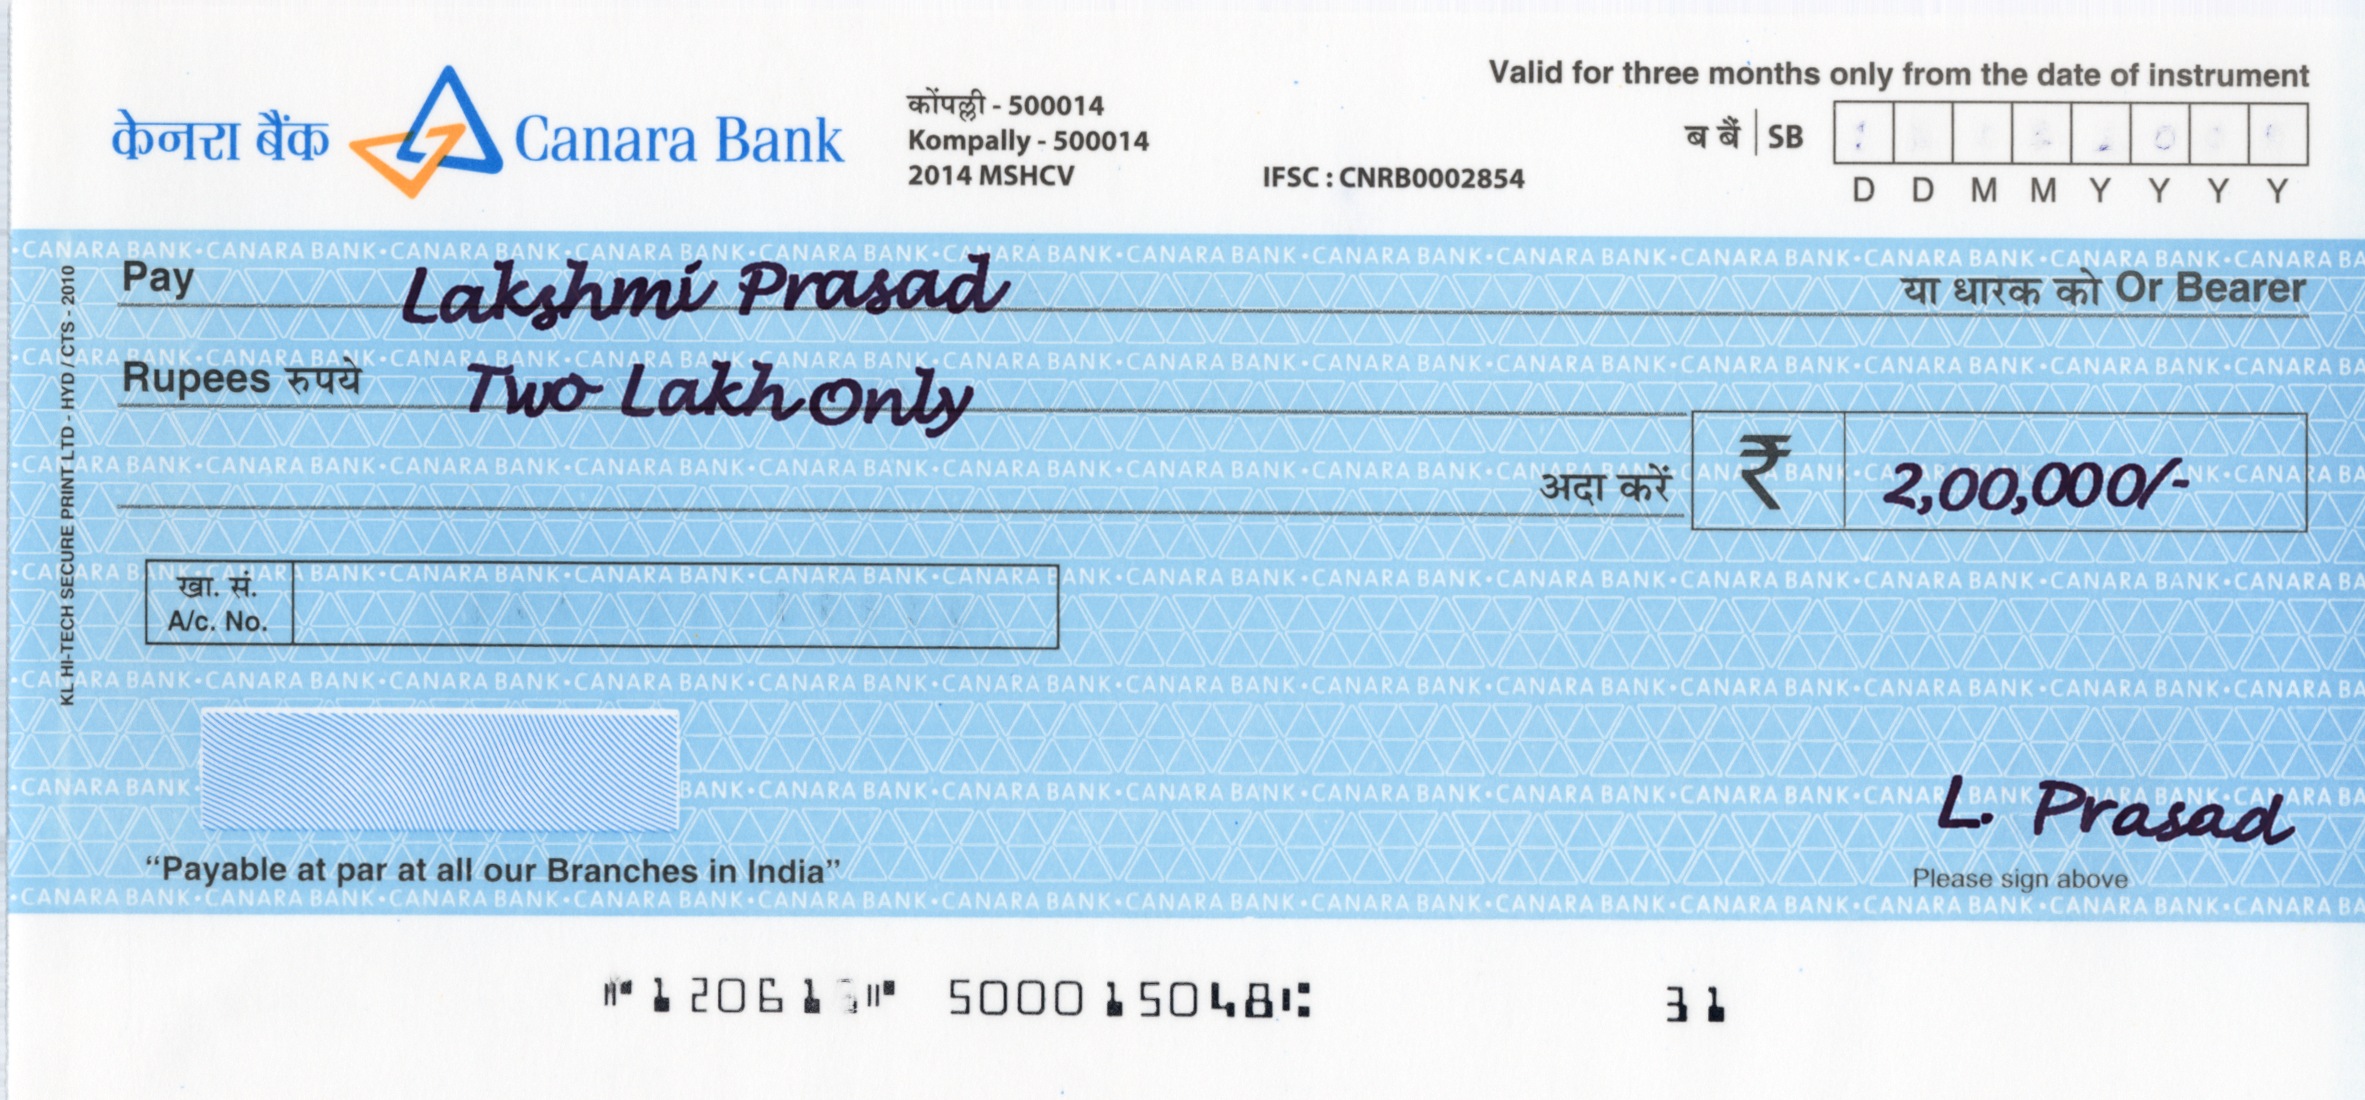 Valid for three months only from the date of instrument
केनरा बैंक Canara Bank
कोंपल्ली - 500014
Kompally - 500014
2014 MSHCV
IFSC : CNRB0002854
ब बैं | SB
D D M M Y Y Y Y
Pay Lakshmi Prasad या धारक को Or Bearer
Rupees रुपये Two Lakh Only
अदा करें ₹ 2,00,000/-
खा. सं.
A/c. No.
KL HI-TECH SECURE PRINT LTD - HYD / CTS - 2010
L. Prasad
"Payable at par at all our Branches in India"
Please sign above
12061 500015048 31
CANARA BANK